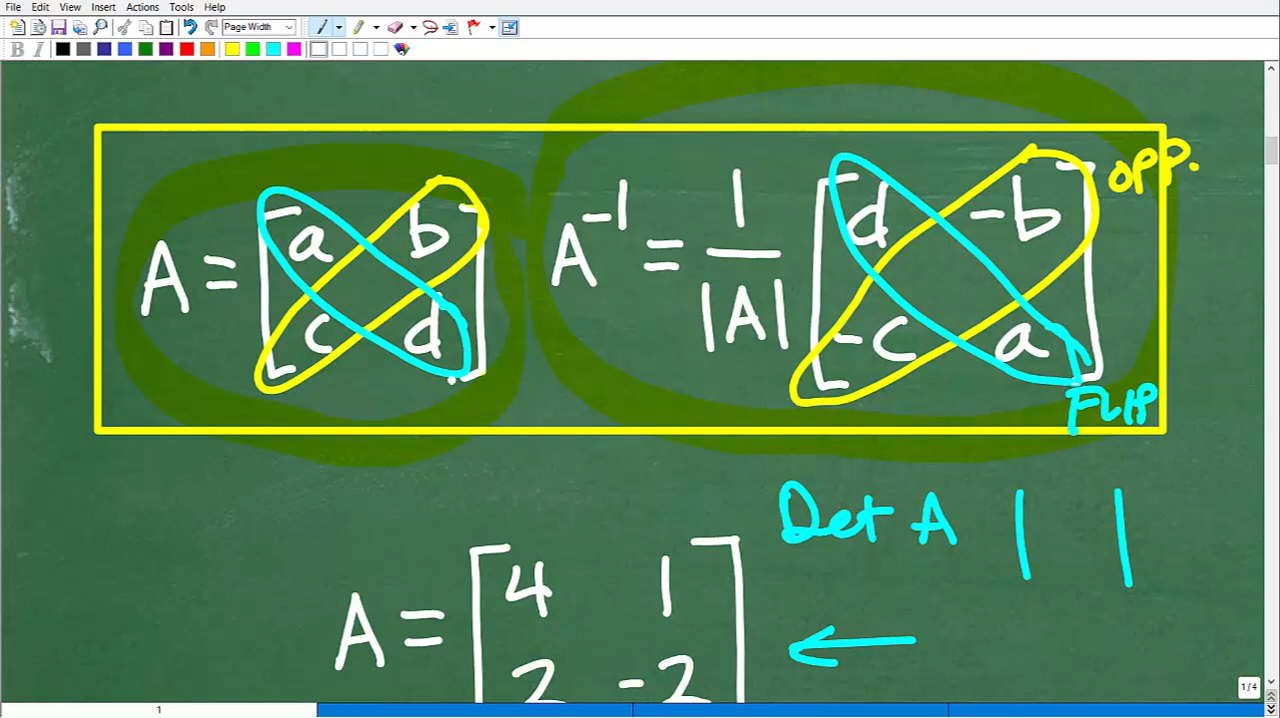 File Edit View Insert Actions Tools Help
Page Width
B I
OPP.
A = [a b
c d]
A⁻¹ = 1/|A| [d -b
-c a]
FLIP
Det A | |
A = [4 1
2 -2]
1/4
1